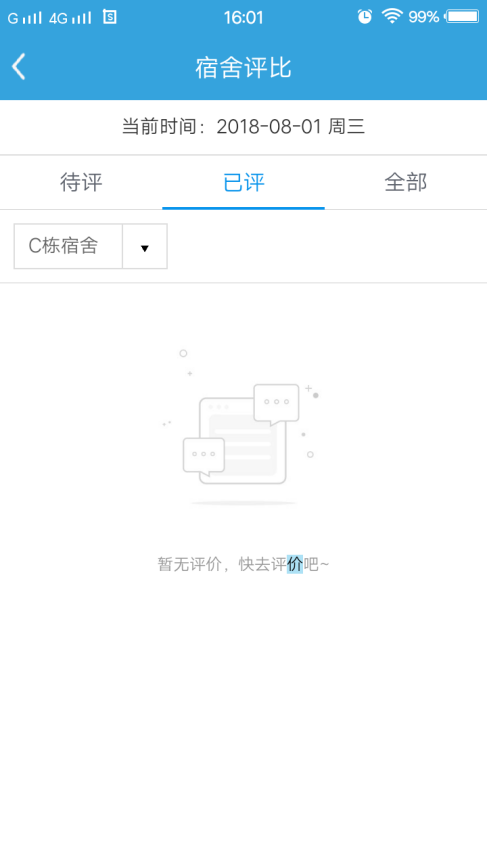 G 4G 16:01 99%
宿舍评比
当前时间：2018-08-01 周三
待评 已评 全部
C栋宿舍
暂无评价，快去评价吧~